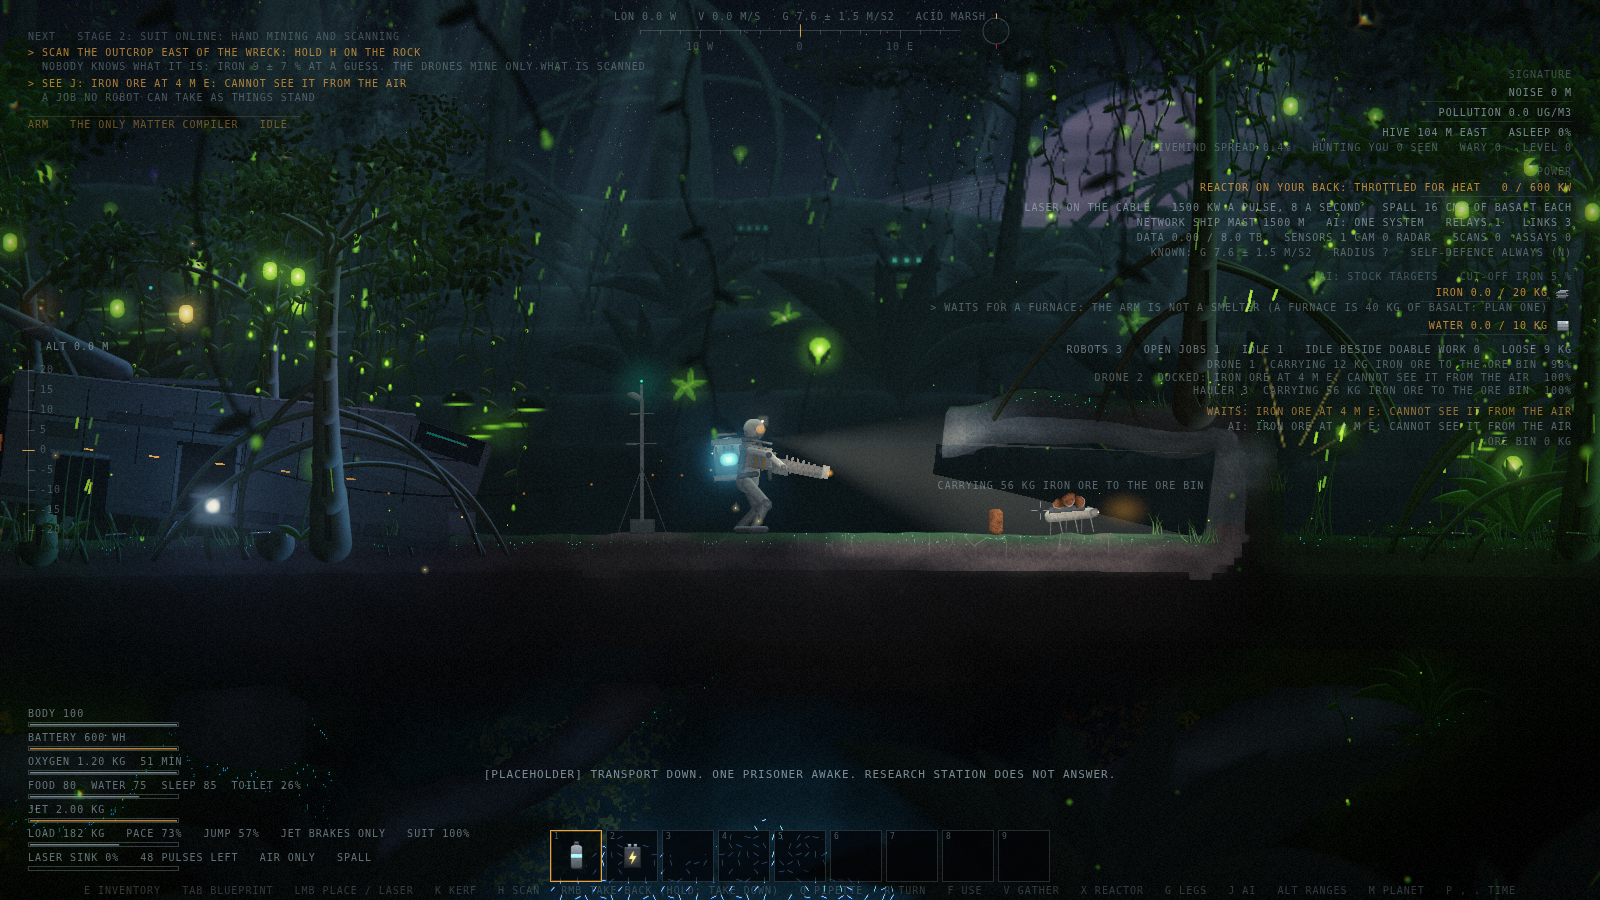 LON 0.0 W   V 0.0 M/S   G 7.6 ± 1.5 M/S2   ACID MARSH
10 W   0   10 E
NEXT   STAGE 2: SUIT ONLINE: HAND MINING AND SCANNING
> SCAN THE OUTCROP EAST OF THE WRECK: HOLD H ON THE ROCK
NOBODY KNOWS WHAT IT IS: IRON 9 ± 7 % AT A GUESS. THE DRONES MINE ONLY WHAT IS SCANNED
> SEE J: IRON ORE AT 4 M E: CANNOT SEE IT FROM THE AIR
A JOB NO ROBOT CAN TAKE AS THINGS STAND
ARM   THE ONLY MATTER COMPILER   IDLE
SIGNATURE
NOISE 0 M
POLLUTION 0.0 UG/M3
HIVE 104 M EAST   ASLEEP 0%
HIVEMIND SPREAD 0.4%   HUNTING YOU 0 SEEN   WARY 0   LEVEL 0
POWER
REACTOR ON YOUR BACK: THROTTLED FOR HEAT   0 / 600 KW
LASER ON THE CABLE   1500 KW A PULSE, 8 A SECOND   SPALL 16 CM OF BASALT EACH
NETWORK SHIP MAST 1500 M   AI: ONE SYSTEM   RELAYS 1   LINKS 3
DATA 0.00 / 8.0 TB   SENSORS 1 CAM 0 RADAR   SCANS 0   ASSAYS 0
KNOWN: G 7.6 ± 1.5 M/S2   RADIUS ?   SELF-DEFENCE ALWAYS (N)
AI: STOCK TARGETS   CUT-OFF IRON 5 %
IRON 0.0 / 20 KG
> WAITS FOR A FURNACE: THE ARM IS NOT A SMELTER (A FURNACE IS 40 KG OF BASALT: PLAN ONE)
WATER 0.0 / 10 KG
ROBOTS 3   OPEN JOBS 1   IDLE 1   IDLE BESIDE DOABLE WORK 0   LOOSE 9 KG
DRONE 1  CARRYING 12 KG IRON ORE TO THE ORE BIN  98%
DRONE 2  DOCKED: IRON ORE AT 4 M E: CANNOT SEE IT FROM THE AIR  100%
HAULER 3  CARRYING 56 KG IRON ORE TO THE ORE BIN  100%
WAITS: IRON ORE AT 4 M E: CANNOT SEE IT FROM THE AIR
AI: IRON ORE AT 4 M E: CANNOT SEE IT FROM THE AIR
ORE BIN 0 KG
ALT 0.0 M
20
15
10
5
0
-5
-10
-15
-20
CARRYING 56 KG IRON ORE TO THE ORE BIN
BODY 100
BATTERY 600 WH
OXYGEN 1.20 KG  51 MIN
FOOD 80  WATER 75  SLEEP 85  TOILET 26%
JET 2.00 KG
LOAD 182 KG   PACE 73%   JUMP 57%   JET BRAKES ONLY   SUIT 100%
LASER SINK 0%   48 PULSES LEFT   AIR ONLY   SPALL
[PLACEHOLDER] TRANSPORT DOWN. ONE PRISONER AWAKE. RESEARCH STATION DOES NOT ANSWER.
1 2 3 4 5 6 7 8 9
E INVENTORY   TAB BLUEPRINT   LMB PLACE / LASER   K KERF   H SCAN   RMB TAKE BACK (HOLD: TAKE DOWN)   Q PIPETTE   R TURN   F USE   V GATHER   X REACTOR   G LEGS   J AI   ALT RANGES   M PLANET   P , . TIME